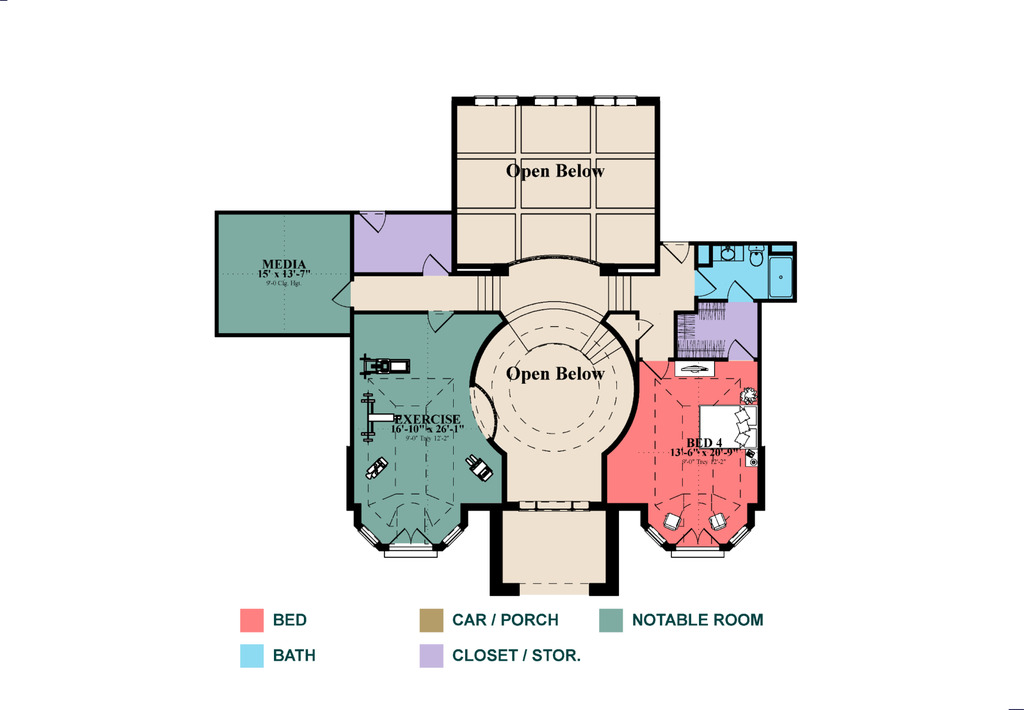 Open Below
MEDIA
15' x 13'-7"
9'-0 Clg. Hgt.
Open Below
EXERCISE
16'-10" x 26'-1"
9'-0" Trey 12'-2"
BED 4
13'-6" x 20'-9"
9'-0" Trey 12'-2"
BED
CAR / PORCH
NOTABLE ROOM
BATH
CLOSET / STOR.